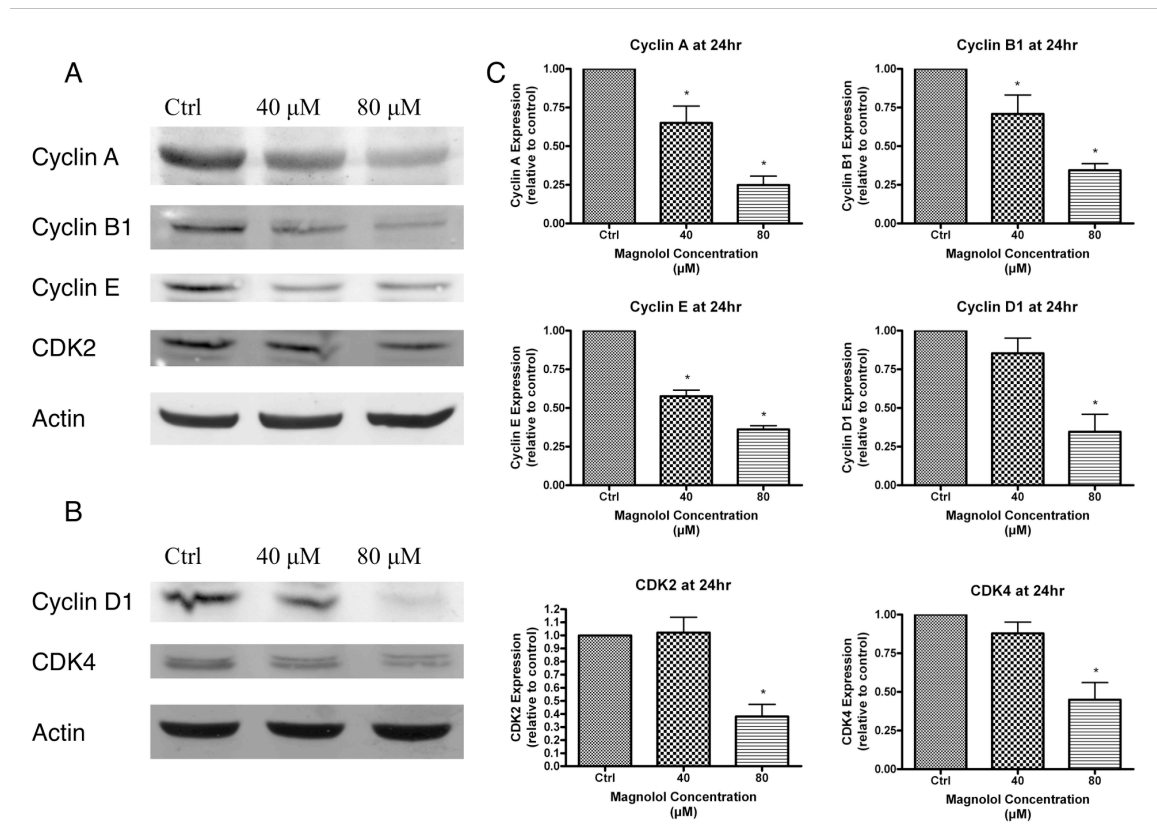 A
Ctrl 40 µM 80 µM
Cyclin A
Cyclin B1
Cyclin E
CDK2
Actin
B
Ctrl 40 µM 80 µM
Cyclin D1
CDK4
Actin
C
Cyclin A at 24hr
Cyclin A Expression
(relative to control)
1.00
0.75
0.50
0.25
0.00
* *
Ctrl 40 80
Magnolol Concentration
(µM)
Cyclin B1 at 24hr
Cyclin B1 Expression
(relative to control)
1.00
0.75
0.50
0.25
0.00
* *
Ctrl 40 80
Magnolol Concentration
(µM)
Cyclin E at 24hr
Cyclin E Expression
(relative to control)
1.00
0.75
0.50
0.25
0.00
* *
Ctrl 40 80
Magnolol Concentration
(µM)
Cyclin D1 at 24hr
Cyclin D1 Expression
(relative to control)
1.00
0.75
0.50
0.25
0.00
*
Ctrl 40 80
Magnolol Concentration
(µM)
CDK2 at 24hr
CDK2 Expression
(relative to control)
1.2
1.1
1.0
0.9
0.8
0.7
0.6
0.5
0.4
0.3
0.2
0.1
0.0
*
Ctrl 40 80
Magnolol Concentration
(µM)
CDK4 at 24hr
CDK4 Expression
(relative to control)
1.00
0.75
0.50
0.25
0.00
*
Ctrl 40 80
Magnolol Concentration
(µM)